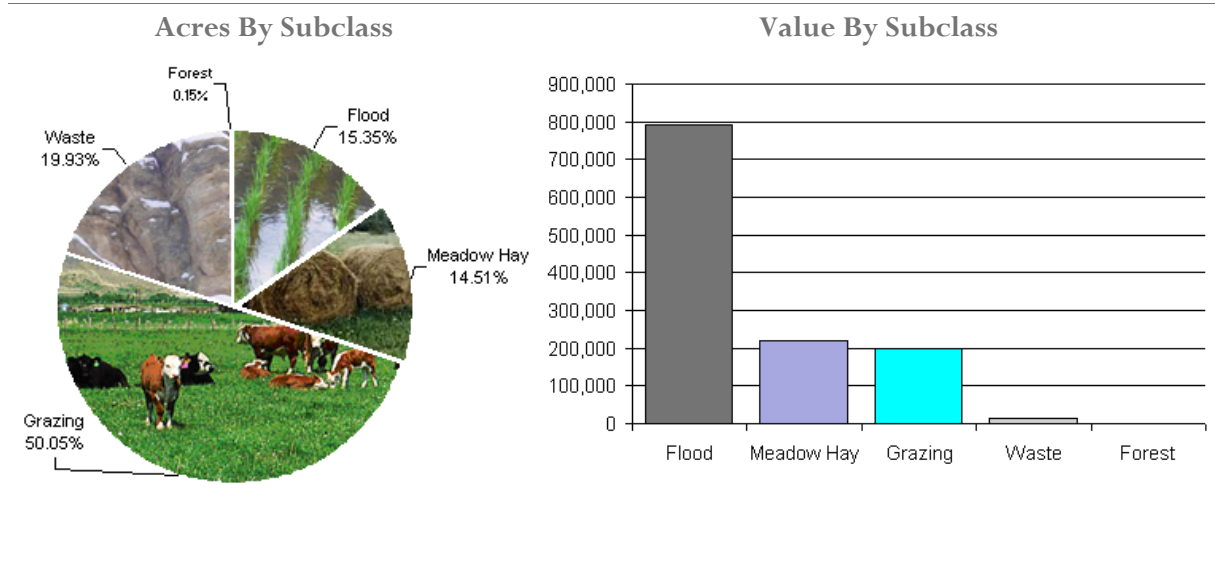 Acres By Subclass
Forest
0.15%
Flood
15.35%
Waste
19.93%
Meadow Hay
14.51%
Grazing
50.05%
Value By Subclass
900,000
800,000
700,000
600,000
500,000
400,000
300,000
200,000
100,000
0
Flood Meadow Hay Grazing Waste Forest